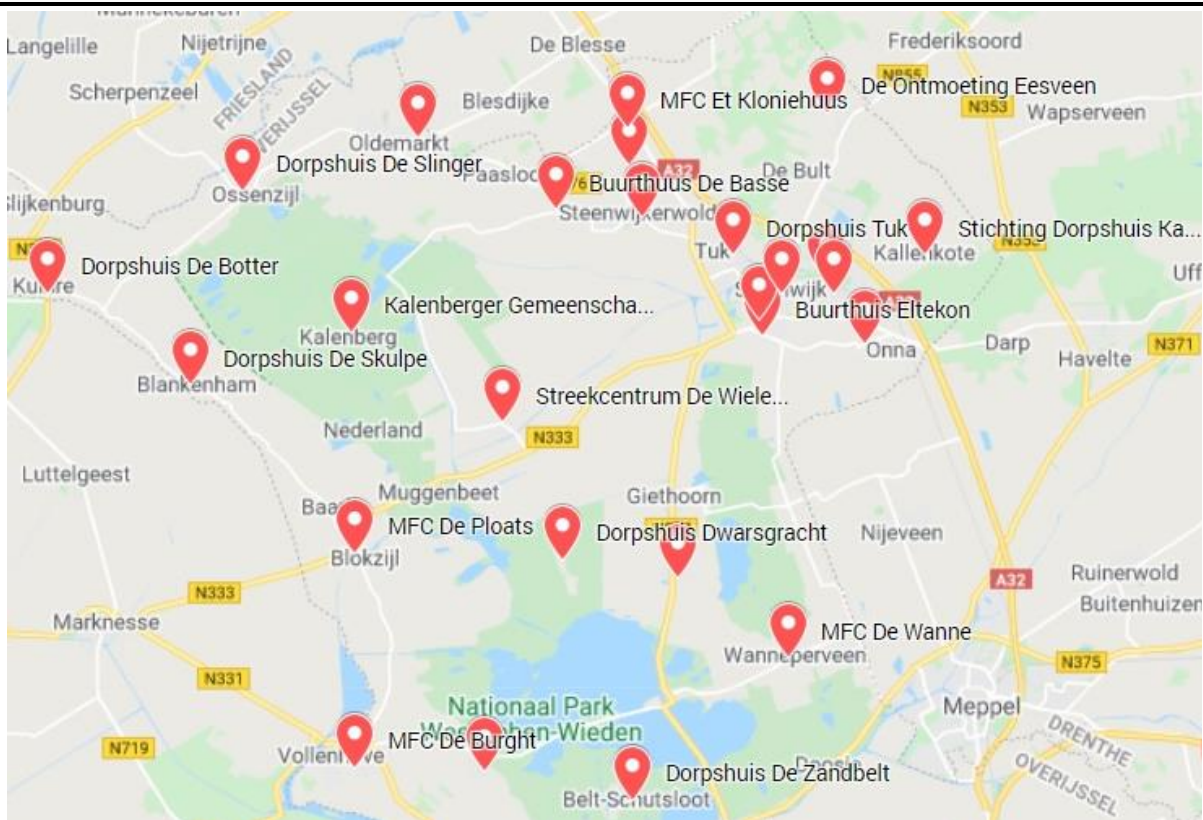 Langelille
Nijetrijne
De Blesse
Frederiksoord
N855
Scherpenzeel
FRIESLAND
OVERIJSSEL
Blesdijke
MFC Et Kloniehuus
De Ontmoeting Eesveen
N353
Wapserveen
Oldemarkt
Dorpshuis De Slinger
Ossenzijl
A32
De Bult
Buurthuus De Basse
Slijkenburg
Steenwijkerwold
Dorpshuis Tuk
Stichting Dorpshuis Ka...
Tuk
Kallenkote
N353
Dorpshuis De Botter
Uff
Kalenberger Gemeenscha...
Kalenberg
Buurthuis Eltekon
Onna
Darp
Havelte
N371
Dorpshuis De Skulpe
Blankenham
Streekcentrum De Wiele...
Nederland
N333
Luttelgeest
Muggenbeet
Giethoorn
MFC De Ploats
Dorpshuis Dwarsgracht
Nijeveen
Blokzijl
A32
Ruinerwold
N333
Buitenhuizen
Marknesse
MFC De Wanne
Wanneperveen
N375
N331
Nationaal Park
Meppel
DRENTHE
OVERIJSSEL
N719
MFC De Burght
Dorpshuis De Zandbelt
Belt-Schutsloot